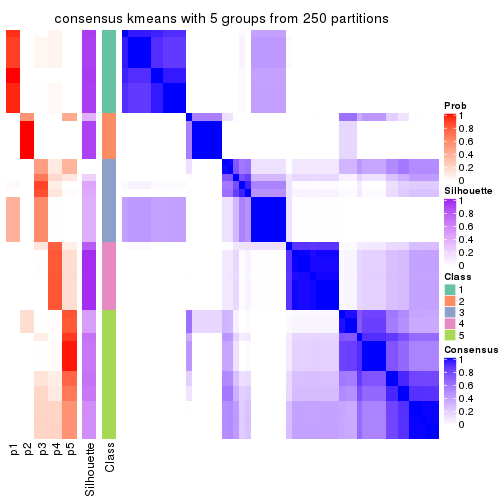 consensus kmeans with 5 groups from 250 partitions
Prob
1
0.8
0.6
0.4
0.2
0
Silhouette
1
0.8
0.6
0.4
0.2
0
Class
1
2
3
4
5
Consensus
1
0.8
0.6
0.4
0.2
0
p1
p2
p3
p4
p5
Silhouette
Class